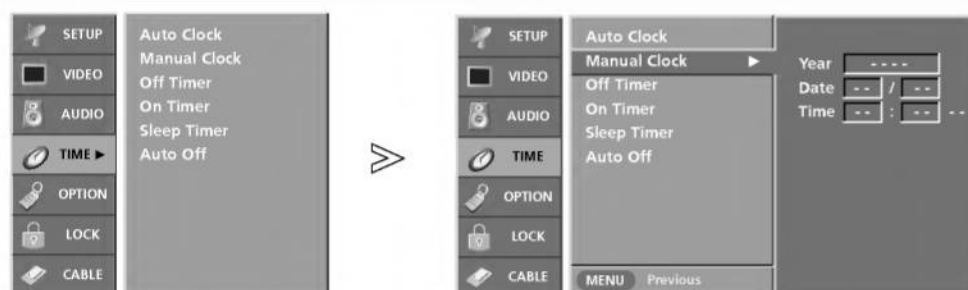 SETUP
VIDEO
AUDIO
TIME ►
OPTION
LOCK
CABLE
Auto Clock
Manual Clock
Off Timer
On Timer
Sleep Timer
Auto Off
SETUP
VIDEO
AUDIO
TIME
OPTION
LOCK
CABLE
Auto Clock
Manual Clock ►
Off Timer
On Timer
Sleep Timer
Auto Off
MENU Previous
Year - - - -
Date - - / - -
Time - - : - - - -